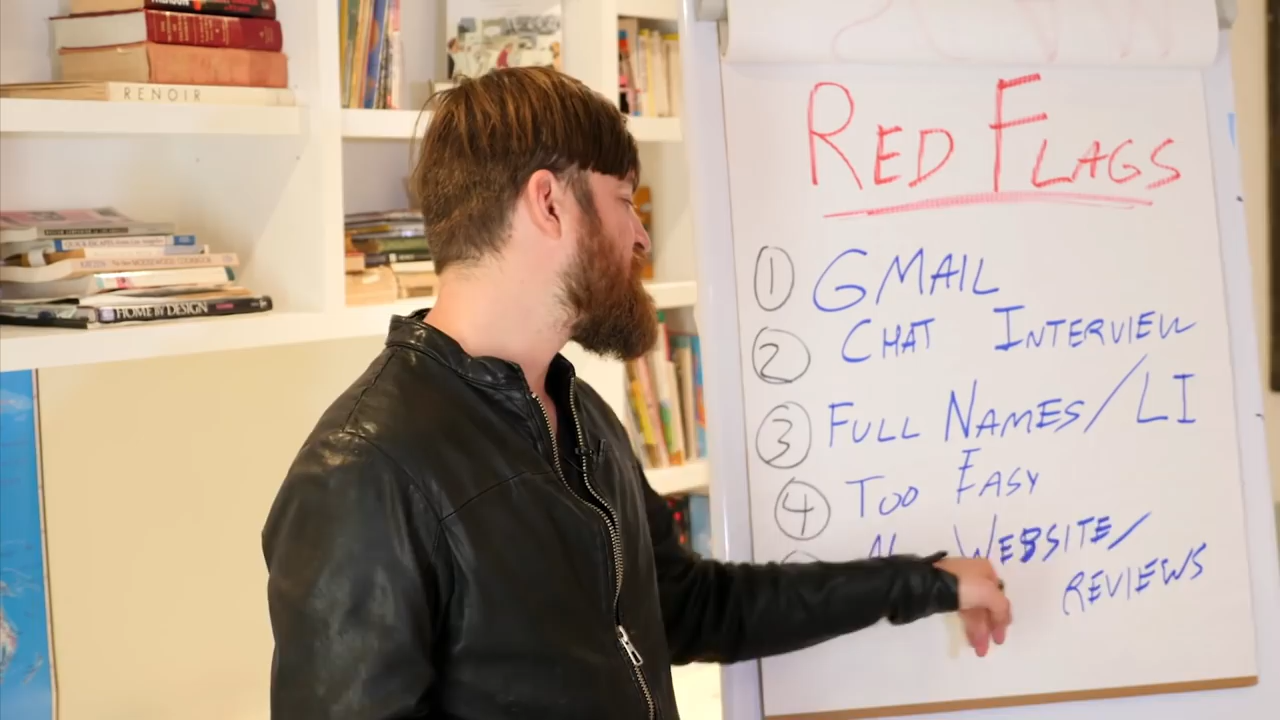 RENOIR
HOME BY DESIGN
RED FLAGS
1 GMAIL
2 CHAT INTERVIEW
3 FULL NAMES/LI
4 TOO EASY
WEBSITE/
REVIEWS